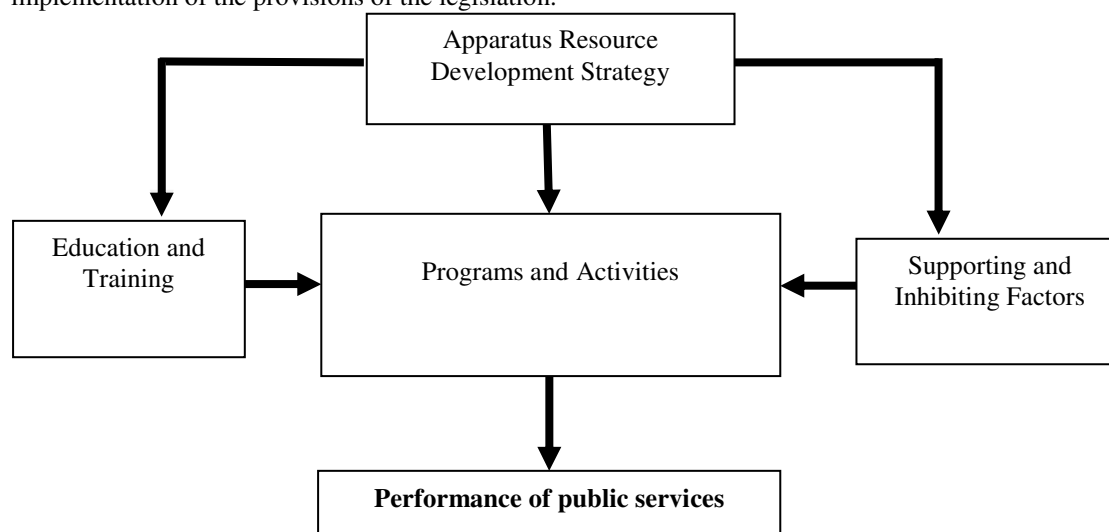 implementation of the provisions of the legislation.
Apparatus Resource
Development Strategy
Education and
Training
Programs and Activities
Supporting and
Inhibiting Factors
Performance of public services